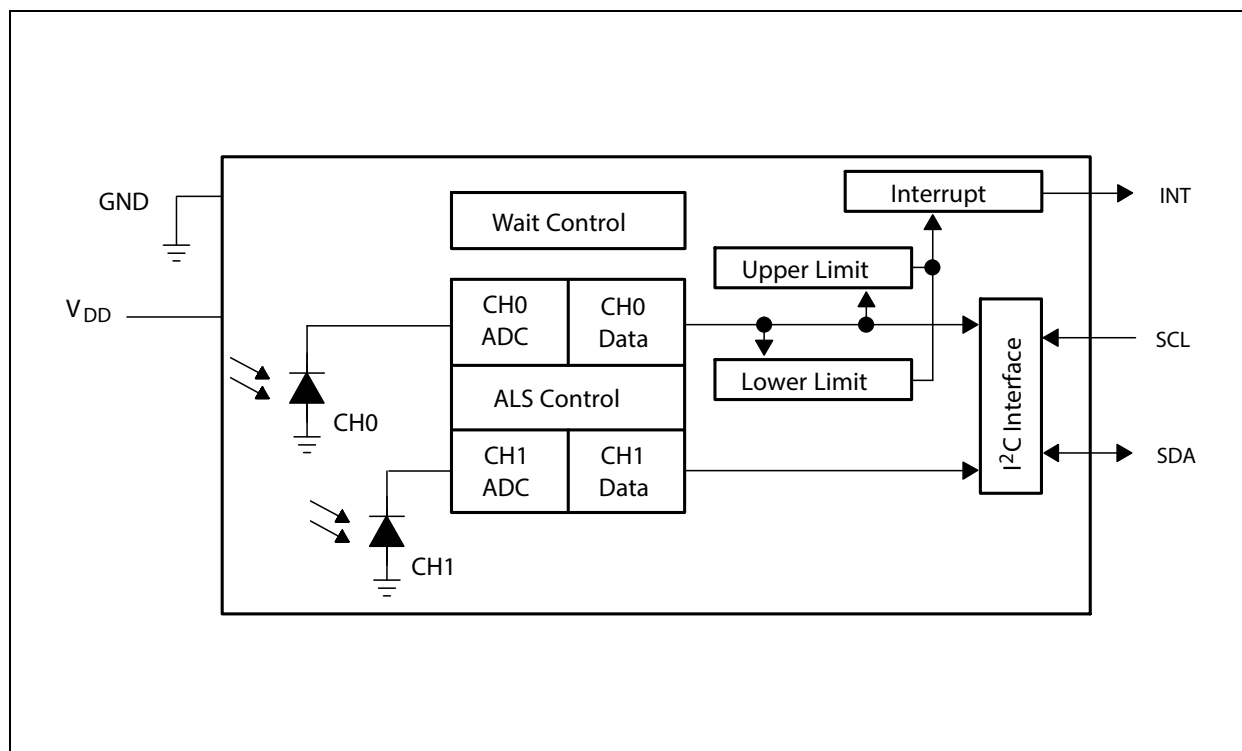 GND
V DD
Wait Control
CH0
ADC
CH0
Data
ALS Control
CH1
ADC
CH1
Data
CH0
CH1
Interrupt
Upper Limit
Lower Limit
I²C Interface
INT
SCL
SDA